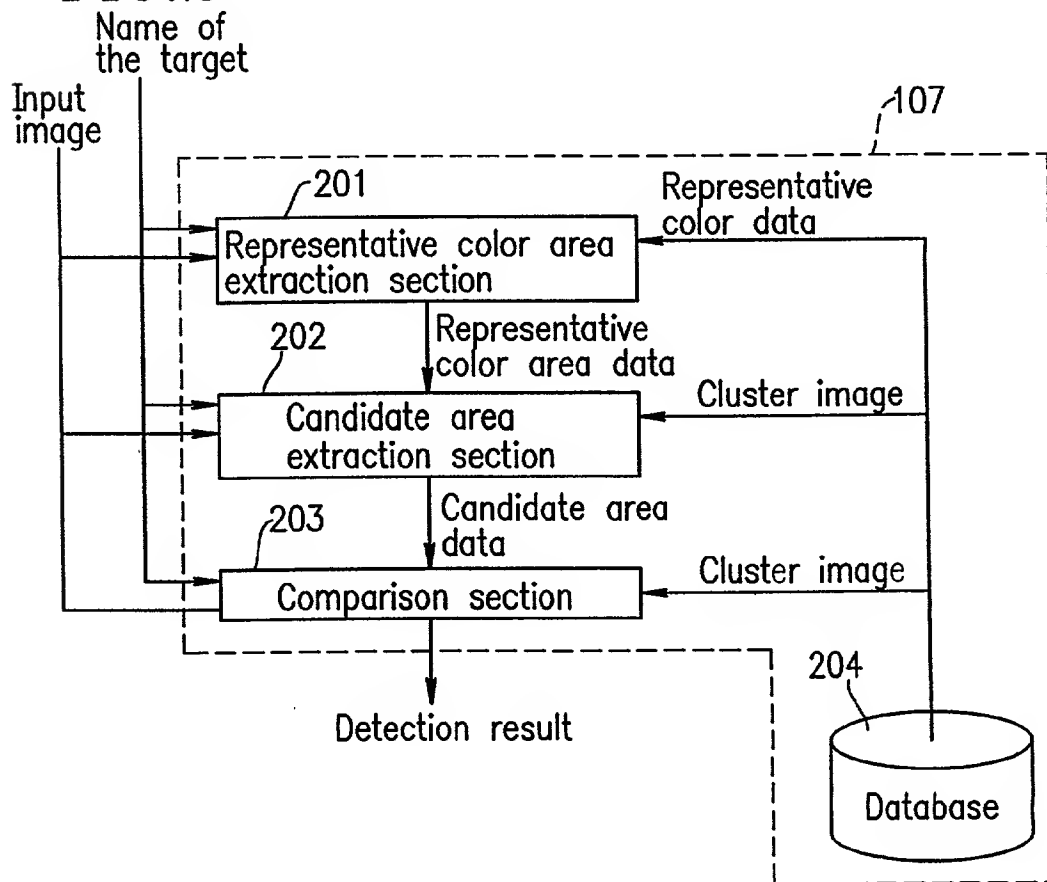 Name of
the target
Input
image
107
201
Representative
color data
Representative color area
extraction section
202
Representative
color area data
Candidate area
extraction section
Cluster image
203
Candidate area
data
Comparison section
Cluster image
204
Detection result
Database